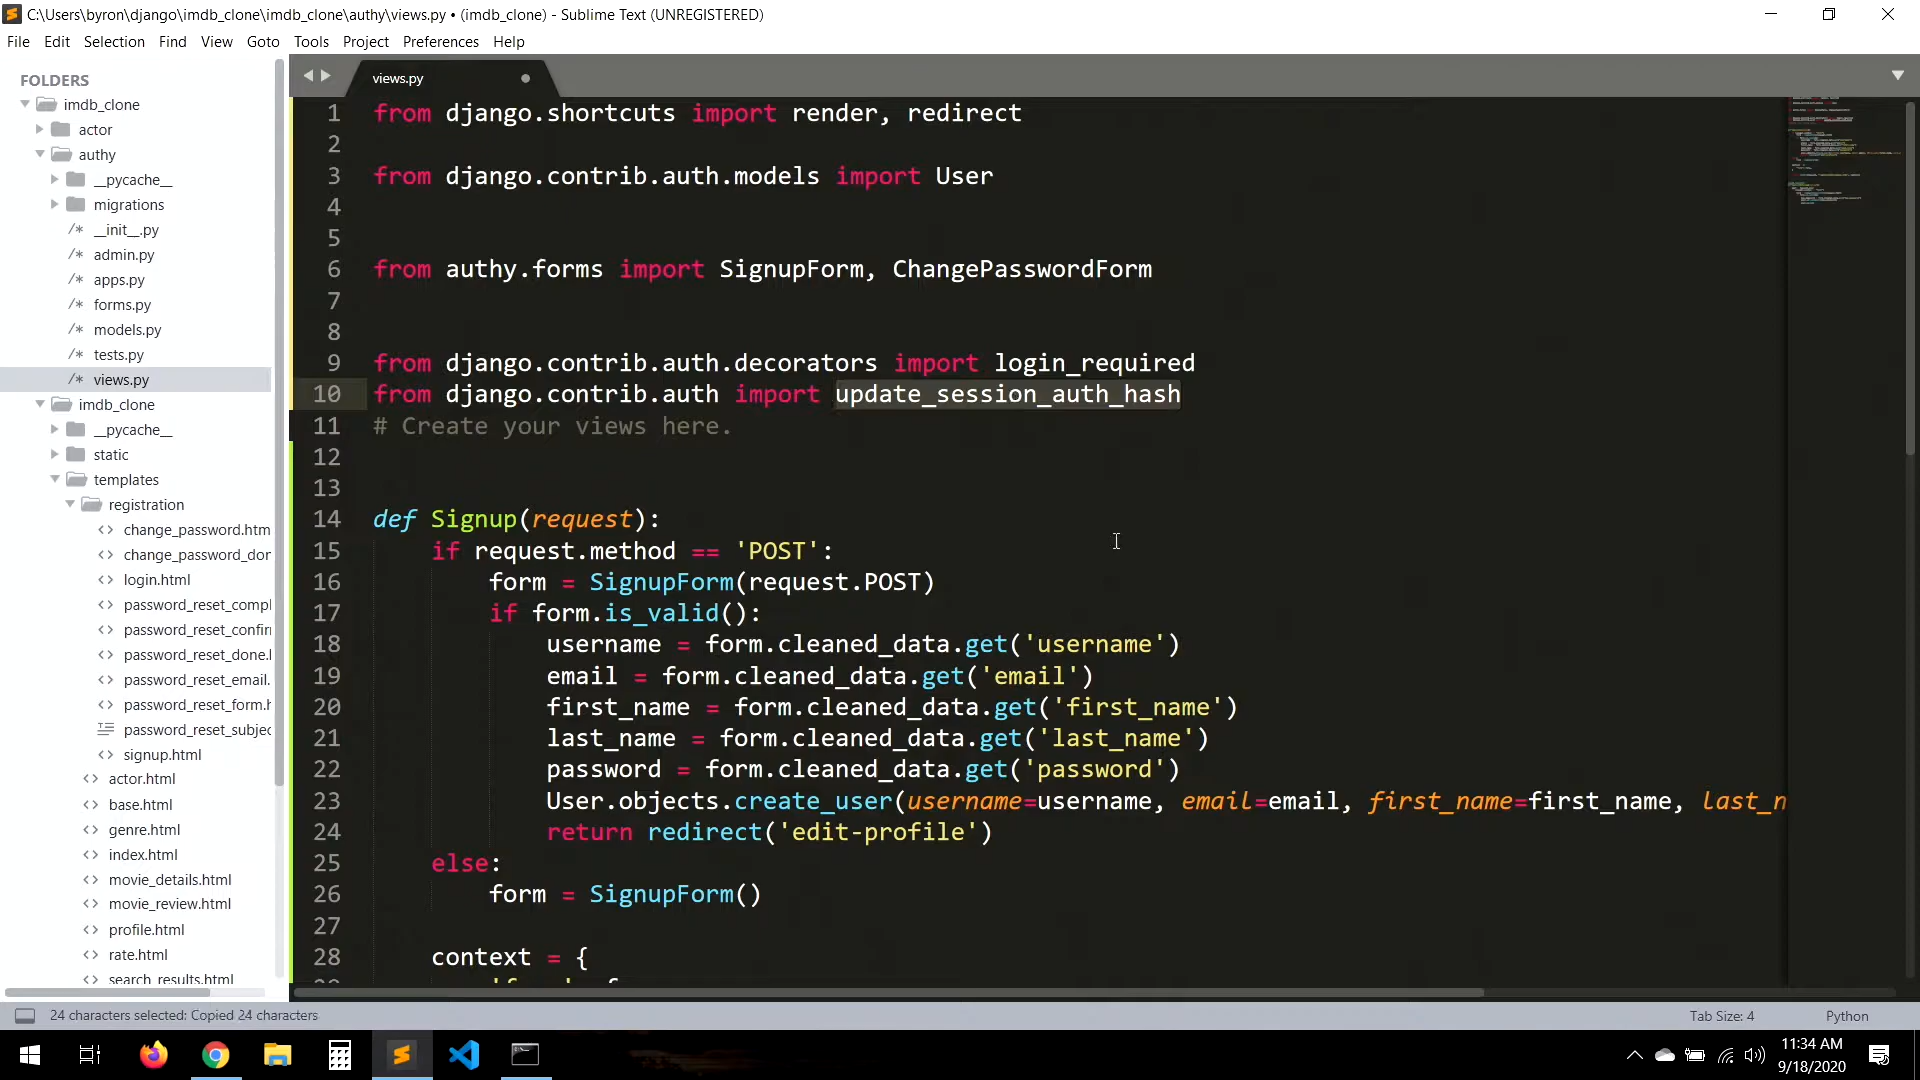 C:\Users\byron\django\imdb_clone\imdb_clone\authy\views.py • (imdb_clone) - Sublime Text (UNREGISTERED)
File Edit Selection Find View Goto Tools Project Preferences Help
FOLDERS
imdb_clone
actor
authy
__pycache__
migrations
/* __init__.py
/* admin.py
/* apps.py
/* forms.py
/* models.py
/* tests.py
/* views.py
imdb_clone
__pycache__
static
templates
registration
<> change_password.htm
<> change_password_dor
<> login.html
<> password_reset_compl
<> password_reset_confir
<> password_reset_done.l
<> password_reset_email.
<> password_reset_form.h
password_reset_subjec
<> signup.html
<> actor.html
<> base.html
<> genre.html
<> index.html
<> movie_details.html
<> movie_review.html
<> profile.html
<> rate.html
<> search_results.html
views.py
1 from django.shortcuts import render, redirect
2
3 from django.contrib.auth.models import User
4
5
6 from authy.forms import SignupForm, ChangePasswordForm
7
8
9 from django.contrib.auth.decorators import login_required
10 from django.contrib.auth import update_session_auth_hash
11 # Create your views here.
12
13
14 def Signup(request):
15     if request.method == 'POST':
16         form = SignupForm(request.POST)
17         if form.is_valid():
18             username = form.cleaned_data.get('username')
19             email = form.cleaned_data.get('email')
20             first_name = form.cleaned_data.get('first_name')
21             last_name = form.cleaned_data.get('last_name')
22             password = form.cleaned_data.get('password')
23             User.objects.create_user(username=username, email=email, first_name=first_name, last_n
24             return redirect('edit-profile')
25     else:
26         form = SignupForm()
27
28     context = {
24 characters selected: Copied 24 characters
Tab Size: 4
Python
11:34 AM
9/18/2020